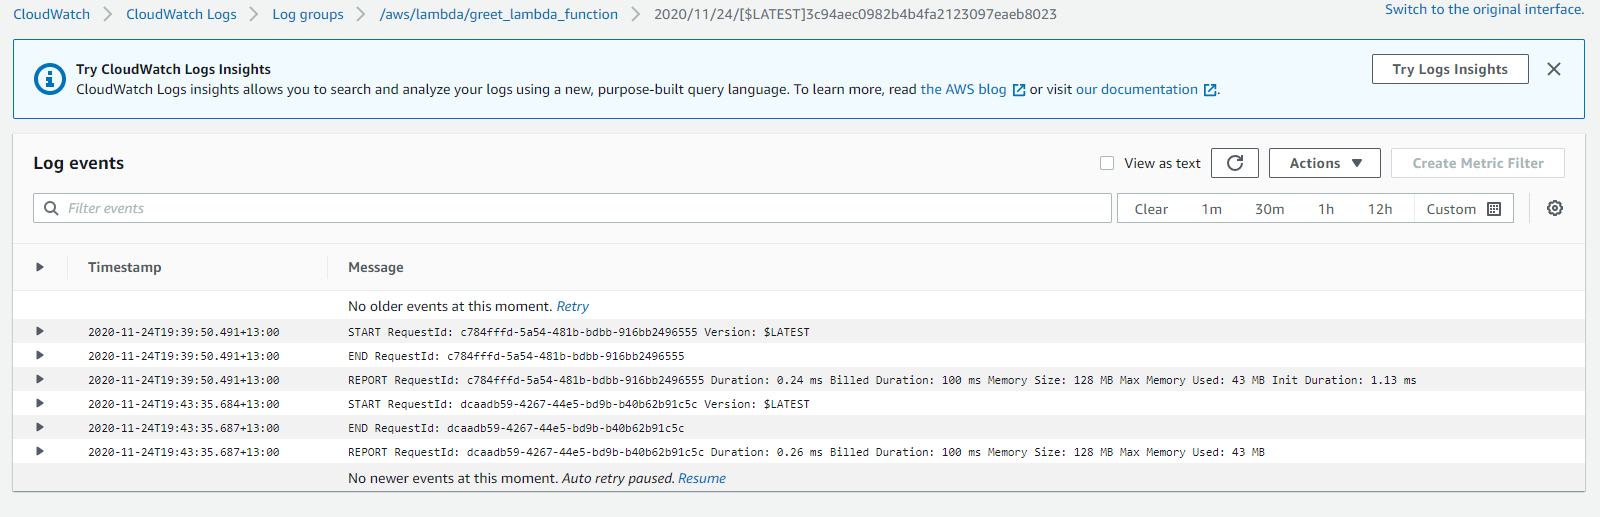 CloudWatch CloudWatch Logs Log groups /aws/lambda/greet_lambda_function 2020/11/24/[$LATEST]3c94aec0982b4b4fa2123097eaeb8023 Switch to the original interface.
Try CloudWatch Logs Insights
CloudWatch Logs insights allows you to search and analyze your logs using a new, purpose-built query language. To learn more, read the AWS blog or visit our documentation .
Try Logs Insights
Log events
View as text Actions Create Metric Filter
Filter events Clear 1m 30m 1h 12h Custom
Timestamp Message
No older events at this moment. Retry
2020-11-24T19:39:50.491+13:00 START RequestId: c784fffd-5a54-481b-bdbb-916bb2496555 Version: $LATEST
2020-11-24T19:39:50.491+13:00 END RequestId: c784fffd-5a54-481b-bdbb-916bb2496555
2020-11-24T19:39:50.491+13:00 REPORT RequestId: c784fffd-5a54-481b-bdbb-916bb2496555 Duration: 0.24 ms Billed Duration: 100 ms Memory Size: 128 MB Max Memory Used: 43 MB Init Duration: 1.13 ms
2020-11-24T19:43:35.684+13:00 START RequestId: dcaadb59-4267-44e5-bd9b-b40b62b91c5c Version: $LATEST
2020-11-24T19:43:35.687+13:00 END RequestId: dcaadb59-4267-44e5-bd9b-b40b62b91c5c
2020-11-24T19:43:35.687+13:00 REPORT RequestId: dcaadb59-4267-44e5-bd9b-b40b62b91c5c Duration: 0.26 ms Billed Duration: 100 ms Memory Size: 128 MB Max Memory Used: 43 MB
No newer events at this moment. Auto retry paused. Resume